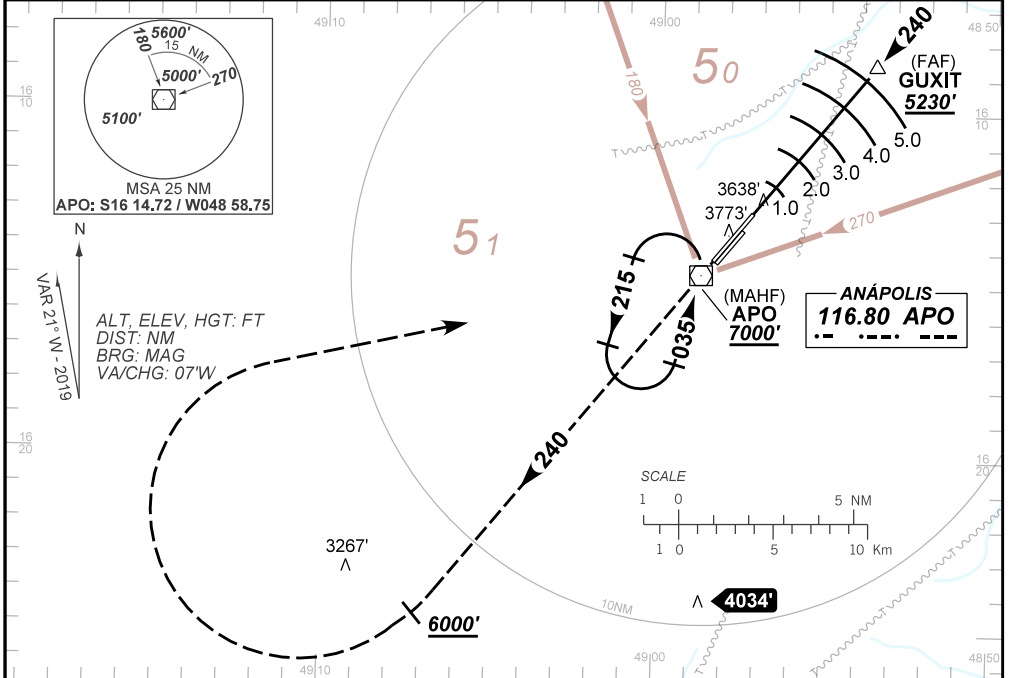 49 10
49 00
48 50
16
10
16
10
5600'
180
15 NM
5000'
270
5100'
MSA 25 NM
APO: S16 14.72 / W048 58.75
N
VAR 21° W - 2019
ALT, ELEV, HGT: FT
DIST: NM
BRG: MAG
VA/CHG: 07'W
50
51
180
270
240
(FAF)
GUXIT
5230'
5.0
4.0
3.0
2.0
1.0
3638'
3773'
(MAHF)
APO
7000'
ANÁPOLIS
116.80 APO
215
035
240
16
20
16
20
SCALE
1 0 5 NM
1 0 5 10 Km
3267'
6000'
10NM
4034'
49 10
49 00
48 50
T
T
T
T
T